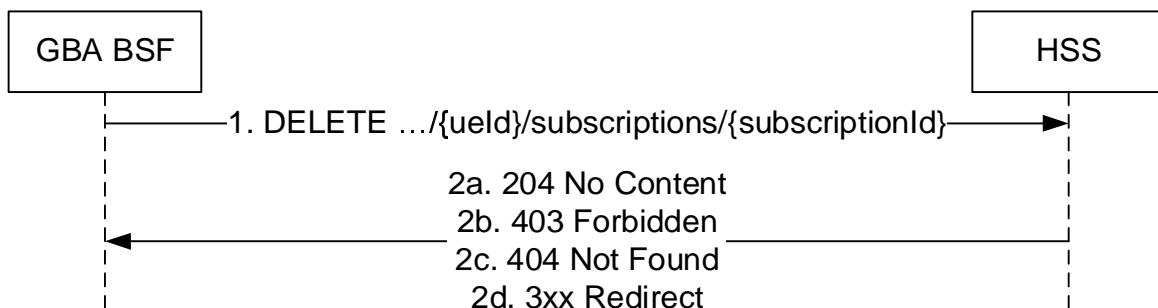 GBA BSF
HSS
1. DELETE …/{ueId}/subscriptions/{subscriptionId}
2a. 204 No Content
2b. 403 Forbidden
2c. 404 Not Found
2d. 3xx Redirect